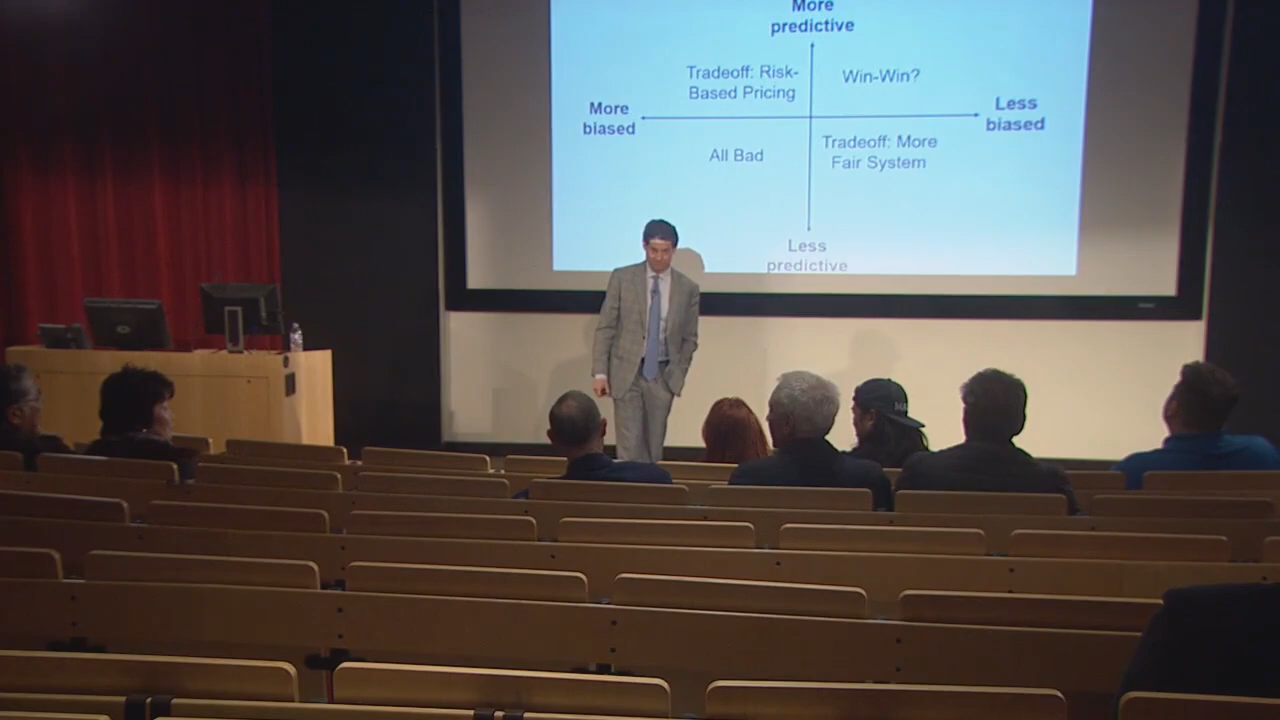 More
predictive
Tradeoff: Risk-
Based Pricing
Win-Win?
More
biased
Less
biased
All Bad
Tradeoff: More
Fair System
Less
predictive